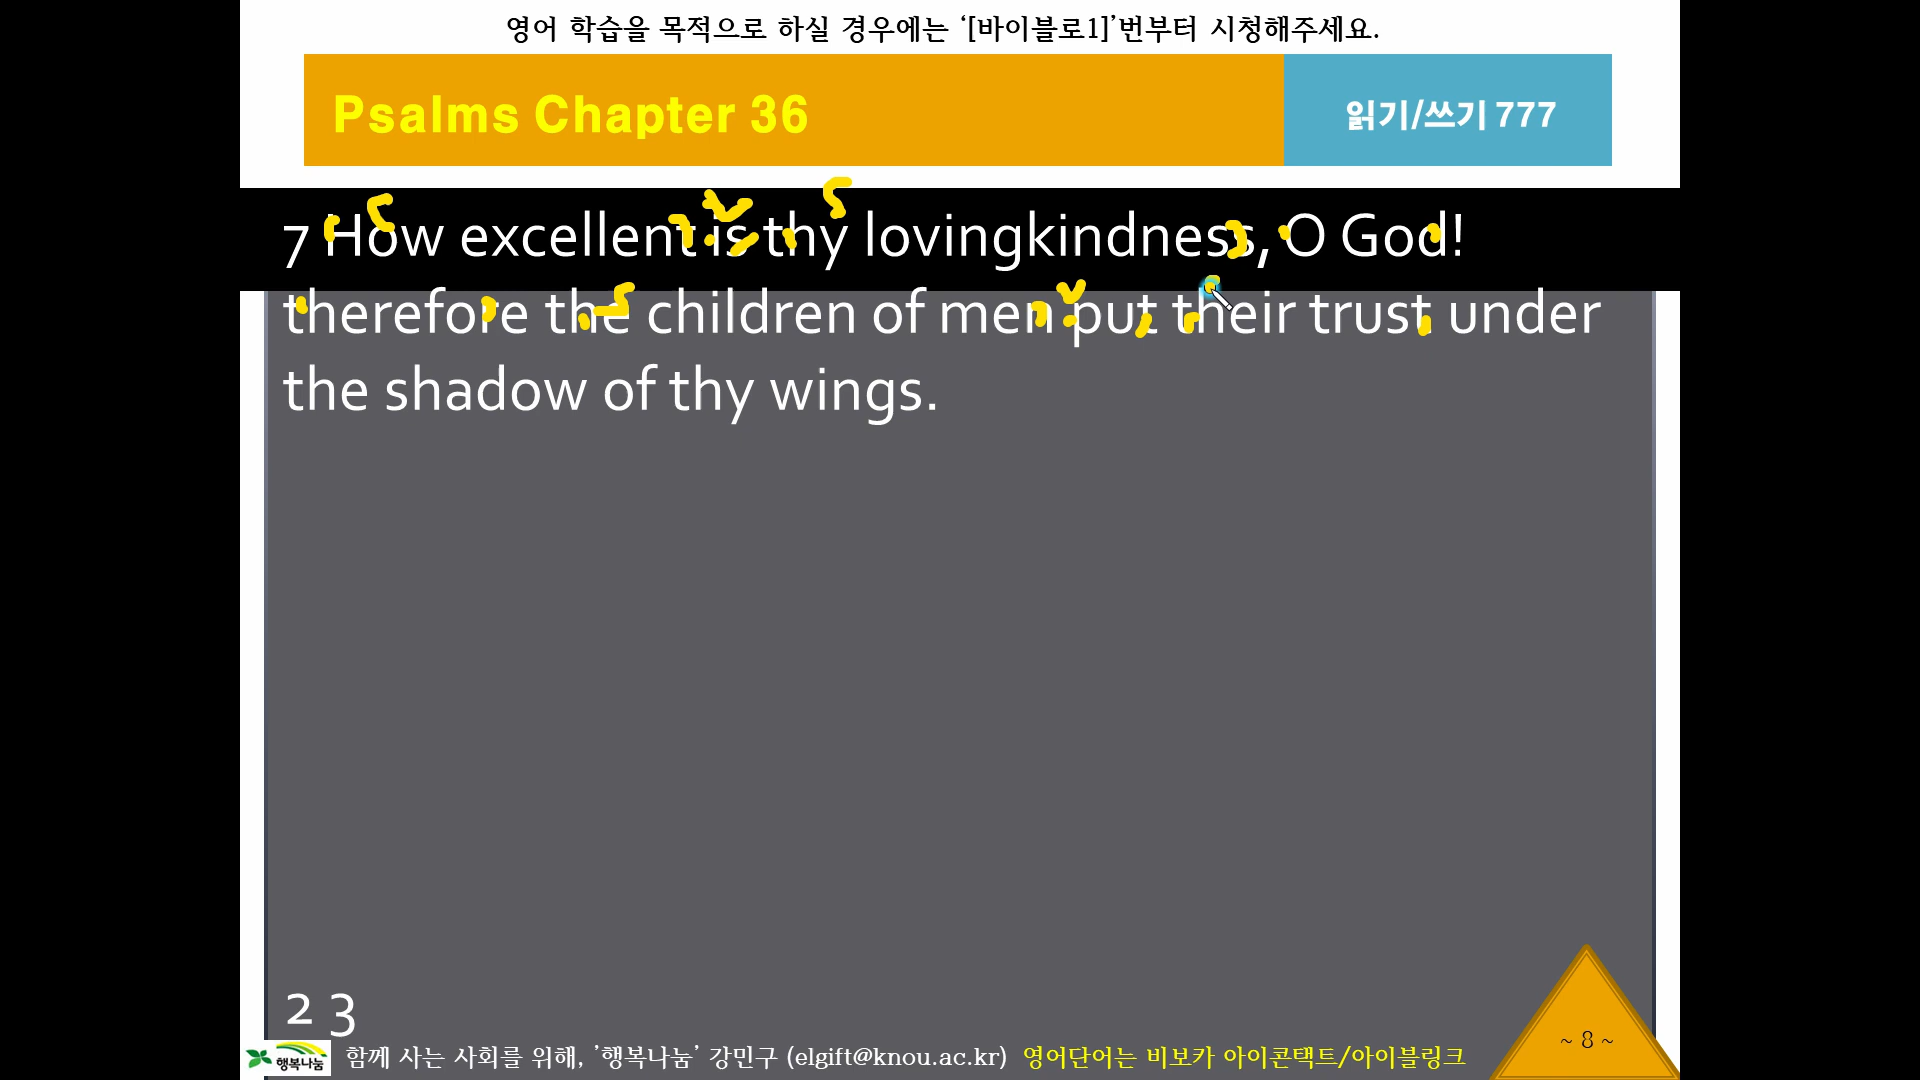 영어 학습을 목적으로 하실 경우에는 ‘[바이블로1]’번부터 시청해주세요.
Psalms Chapter 36
읽기/쓰기 777
7 How excellent is thy lovingkindness, O God!
therefore the children of men put their trust under
the shadow of thy wings.
2 3
행복나눔
함께 사는 사회를 위해, ’행복나눔’ 강민구 (elgift@knou.ac.kr) 영어단어는 비보카 아이콘택트/아이블링크
~ 8 ~